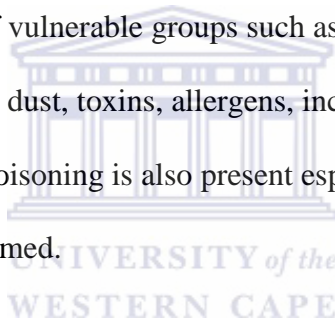 f vulnerable groups such as
dust, toxins, allergens, inc
oisoning is also present esp
med.
UNIVERSITY of the
WESTERN CAPE